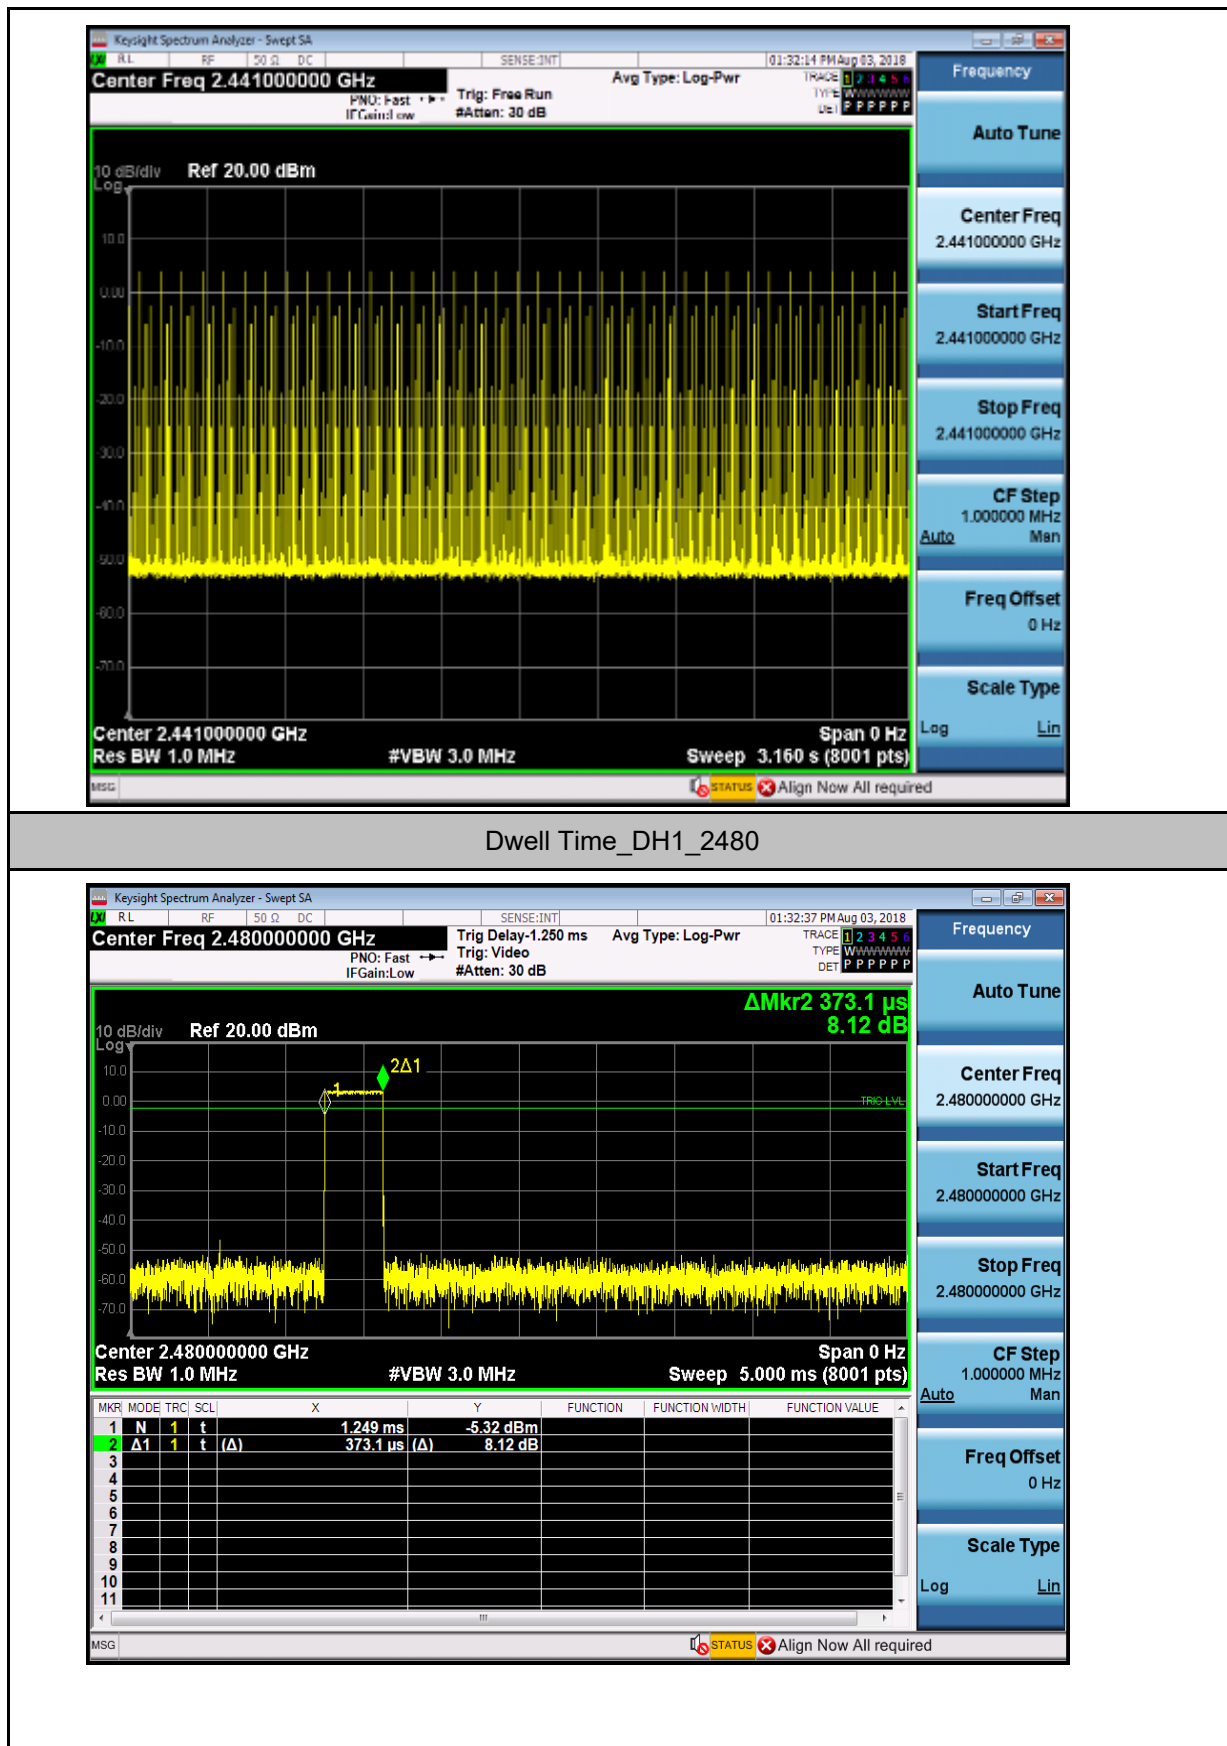 Keysight Spectrum Analyzer - Swept SA
LXI RL RF 50 Ω DC SENSE:INT 01:32:14 PM Aug 03, 2018
Center Freq 2.441000000 GHz
PNO: Fast
IFGain:Low
Trig: Free Run
#Atten: 30 dB
Avg Type: Log-Pwr
TRACE 1 2 3 4 5 6
TYPE WWWWWW
DET P P P P P P
10 dB/div Ref 20.00 dBm
Log
10.0
0.00
-10.0
-20.0
-30.0
-40.0
-50.0
-60.0
-70.0
Center 2.441000000 GHz Span 0 Hz
Res BW 1.0 MHz #VBW 3.0 MHz Sweep 3.160 s (8001 pts)
MSG STATUS Align Now All required
Frequency
Auto Tune
Center Freq
2.441000000 GHz
Start Freq
2.441000000 GHz
Stop Freq
2.441000000 GHz
CF Step
1.000000 MHz
Auto Man
Freq Offset
0 Hz
Scale Type
Log Lin
Dwell Time_DH1_2480
Keysight Spectrum Analyzer - Swept SA
LXI RL RF 50 Ω DC SENSE:INT 01:32:37 PM Aug 03, 2018
Center Freq 2.480000000 GHz
PNO: Fast
IFGain:Low
Trig Delay-1.250 ms
Trig: Video
#Atten: 30 dB
Avg Type: Log-Pwr
TRACE 1 2 3 4 5 6
TYPE WWWWWW
DET P P P P P P
ΔMkr2 373.1 µs
8.12 dB
10 dB/div Ref 20.00 dBm
Log
10.0
0.00
-10.0
-20.0
-30.0
-40.0
-50.0
-60.0
-70.0
1
2Δ1
TRIG LVL
Center 2.480000000 GHz Span 0 Hz
Res BW 1.0 MHz #VBW 3.0 MHz Sweep 5.000 ms (8001 pts)
MKR MODE TRC SCL X Y FUNCTION FUNCTION WIDTH FUNCTION VALUE
1 N 1 t 1.249 ms -5.32 dBm
2 Δ1 1 t (Δ) 373.1 µs (Δ) 8.12 dB
3
4
5
6
7
8
9
10
11
MSG STATUS Align Now All required
Frequency
Auto Tune
Center Freq
2.480000000 GHz
Start Freq
2.480000000 GHz
Stop Freq
2.480000000 GHz
CF Step
1.000000 MHz
Auto Man
Freq Offset
0 Hz
Scale Type
Log Lin